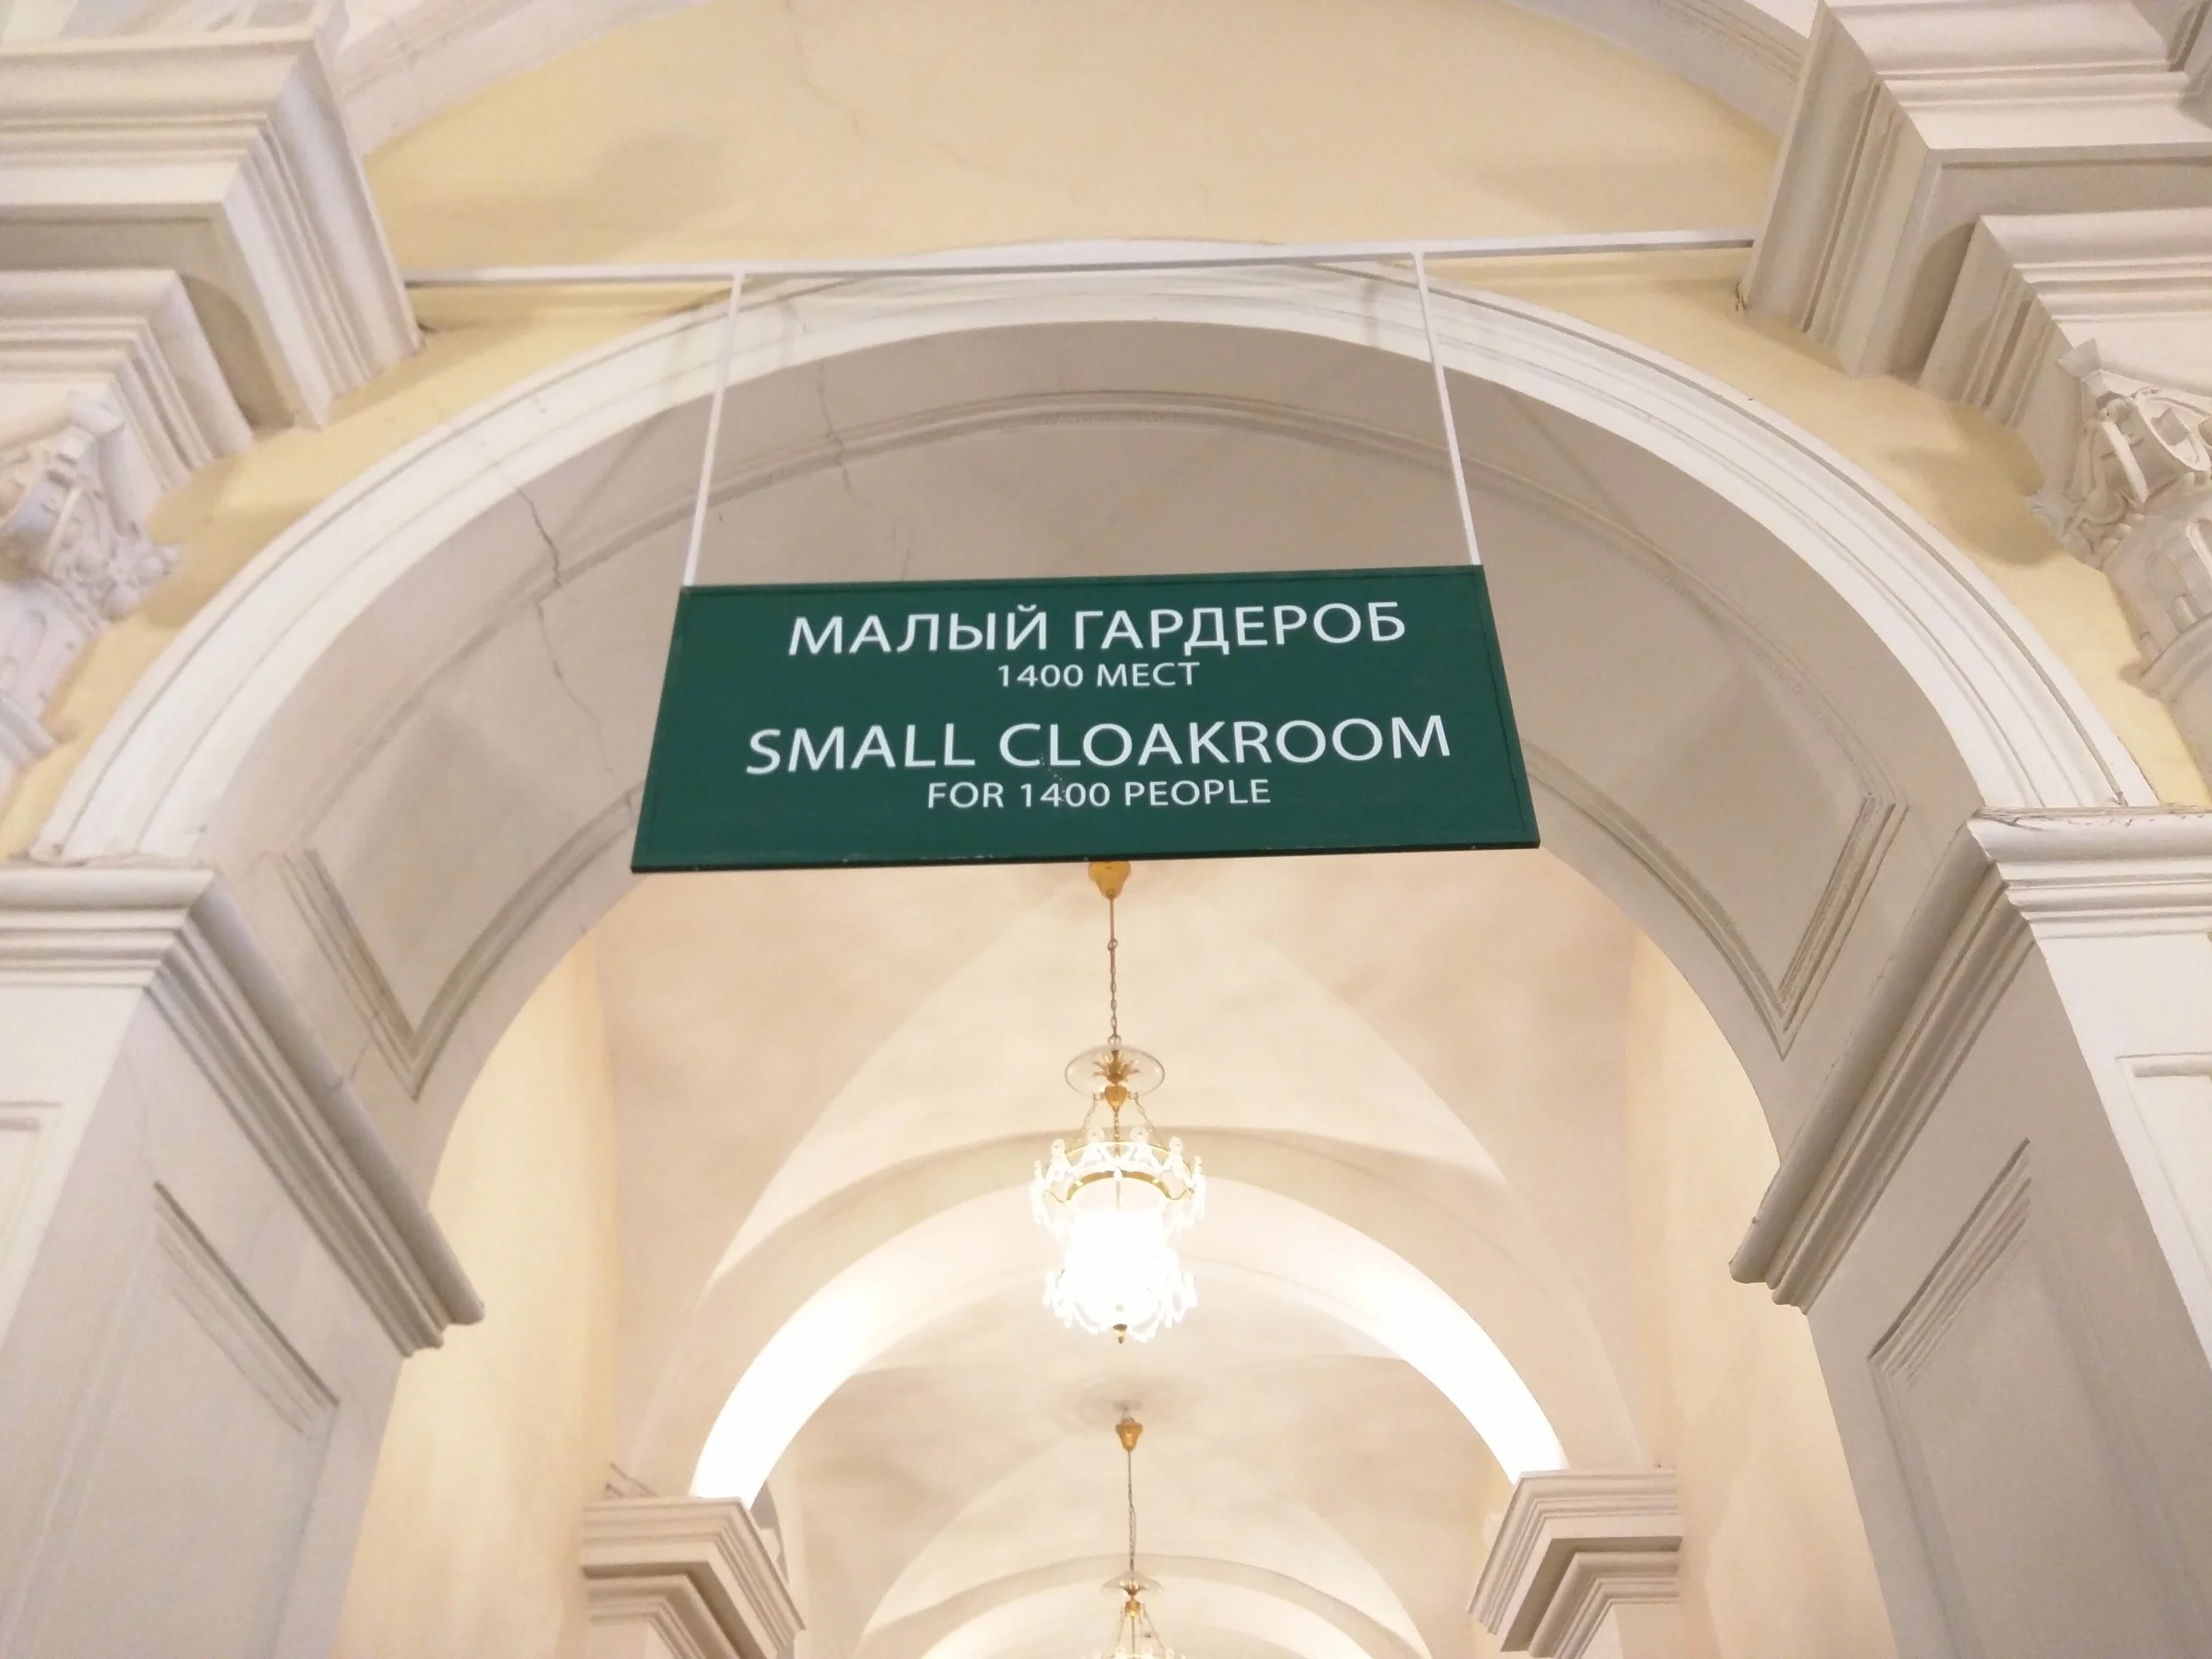 МАЛЫЙ ГАРДЕРОБ
1400 МЕСТ
SMALL CLOAKROOM
FOR 1400 PEOPLE